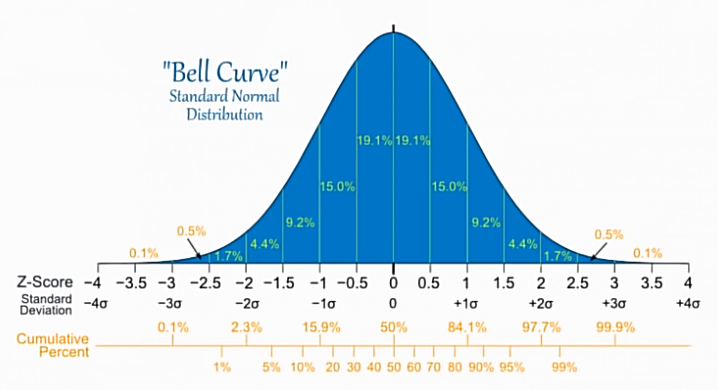 "Bell Curve"
Standard Normal
Distribution
19.1% 19.1%
15.0% 15.0%
9.2% 9.2%
0.5% 0.5%
4.4% 4.4%
0.1% 1.7% 1.7% 0.1%
Z-Score −4 −3.5 −3 −2.5 −2 −1.5 −1 −0.5 0 0.5 1 1.5 2 2.5 3 3.5 4
Standard
Deviation −4σ −3σ −2σ −1σ 0 +1σ +2σ +3σ +4σ
Cumulative
Percent
0.1% 2.3% 15.9% 50% 84.1% 97.7% 99.9%
1% 5% 10% 20 30 40 50 60 70 80 90% 95% 99%